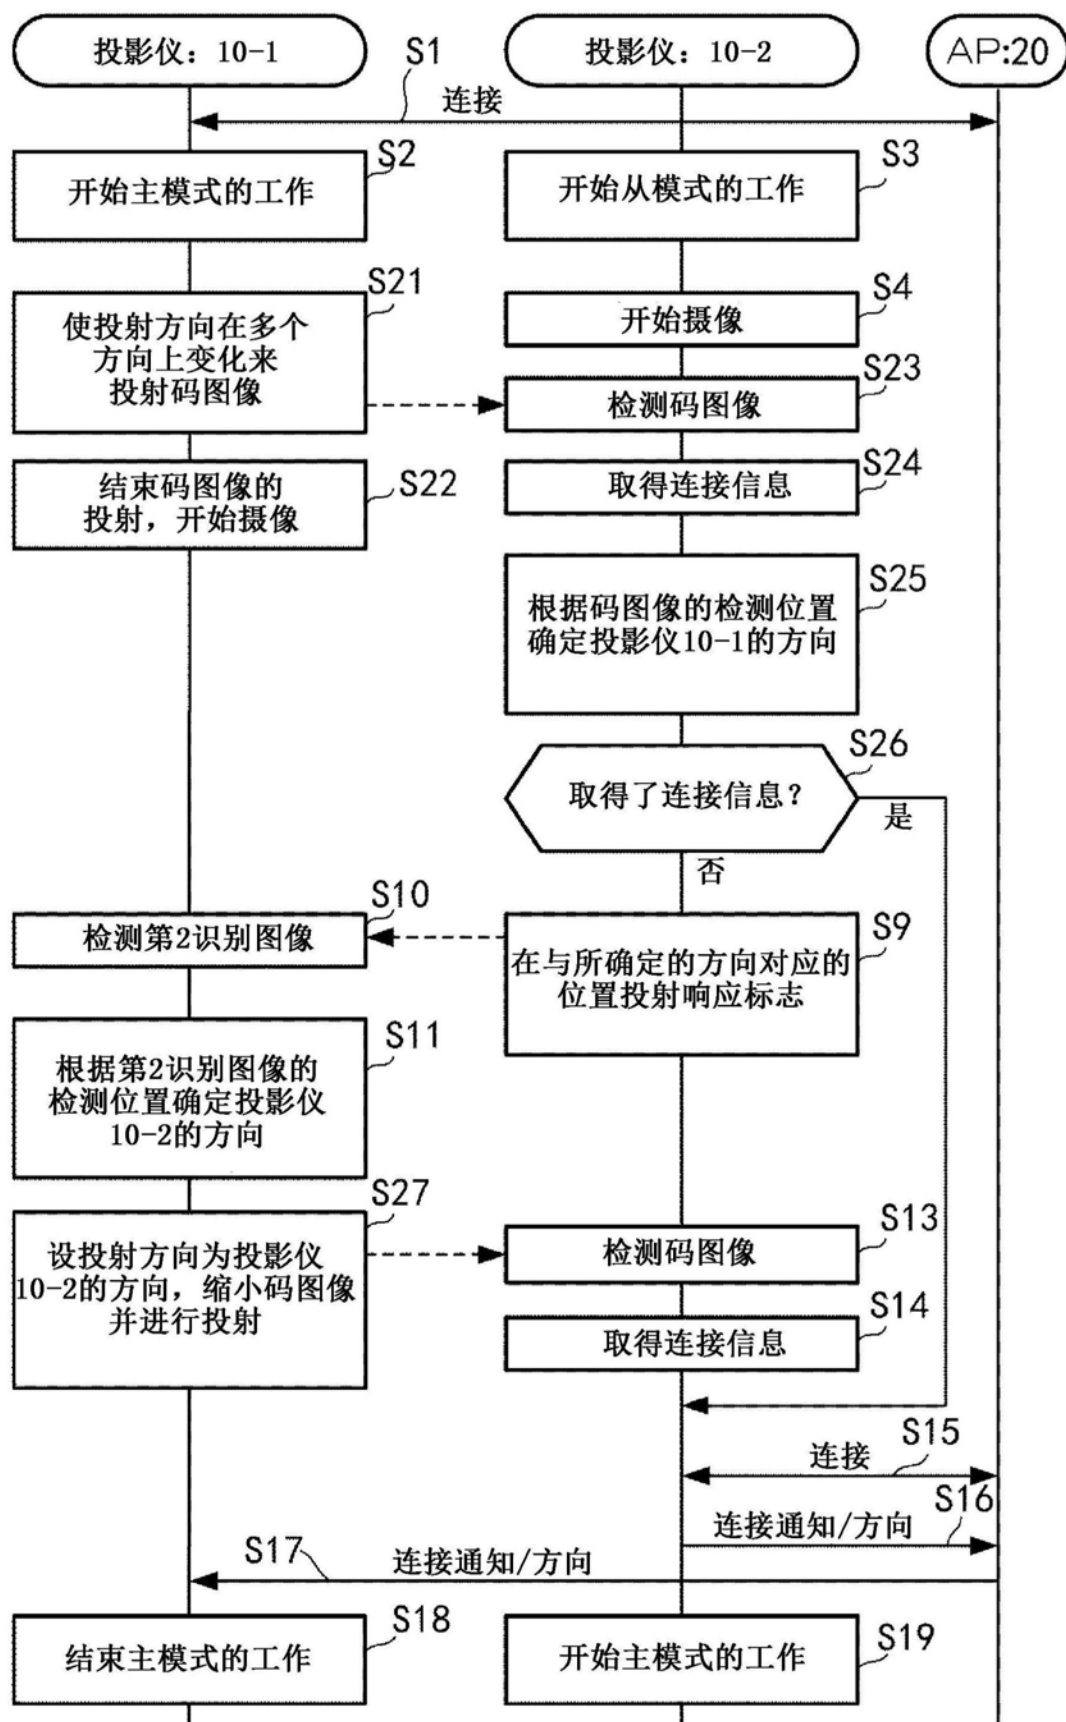 投影仪：10-1
投影仪：10-2
AP:20
S1
连接
S2
开始主模式的工作
S3
开始从模式的工作
S21
使投射方向在多个
方向上变化来
投射码图像
S4
开始摄像
S23
检测码图像
S22
结束码图像的
投射，开始摄像
S24
取得连接信息
S25
根据码图像的检测位置
确定投影仪10-1的方向
S26
取得了连接信息？
是
否
S10
检测第2识别图像
S9
在与所确定的方向对应的
位置投射响应标志
S11
根据第2识别图像的
检测位置确定投影仪
10-2的方向
S27
设投射方向为投影仪
10-2的方向，缩小码图像
并进行投射
S13
检测码图像
S14
取得连接信息
S15
连接
S16
连接通知/方向
S17
连接通知/方向
S18
结束主模式的工作
S19
开始主模式的工作